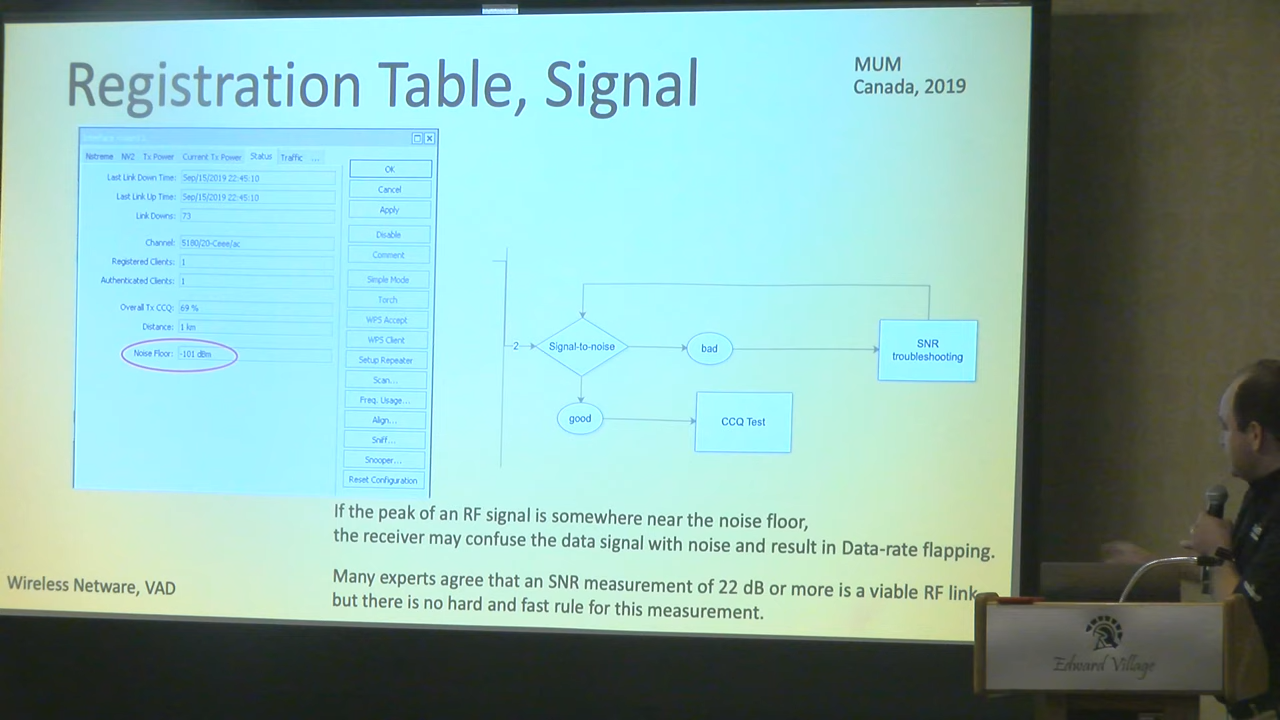 Registration Table, Signal
MUM
Canada, 2019
Nstreme NV2 Tx Power Current Tx Power Status Traffic ...
Last Link Down Time: Sep/15/2019 22:45:10
Last Link Up Time: Sep/15/2019 22:45:10
Link Downs: 73
Channel: 5180/20-Ceee/ac
Registered Clients: 1
Authenticated Clients: 1
Overall Tx CCQ: 69 %
Distance: 1 km
Noise Floor: -101 dBm
OK
Cancel
Apply
Disable
Comment
Simple Mode
Torch
WPS Accept
WPS Client
Setup Repeater
Scan...
Freq. Usage...
Align...
Sniff...
Snooper...
Reset Configuration
2
Signal-to-noise
bad
SNR
troubleshooting
good
CCQ Test
If the peak of an RF signal is somewhere near the noise floor,
the receiver may confuse the data signal with noise and result in Data-rate flapping.
Many experts agree that an SNR measurement of 22 dB or more is a viable RF link
but there is no hard and fast rule for this measurement.
Wireless Netware, VAD
Edward Village